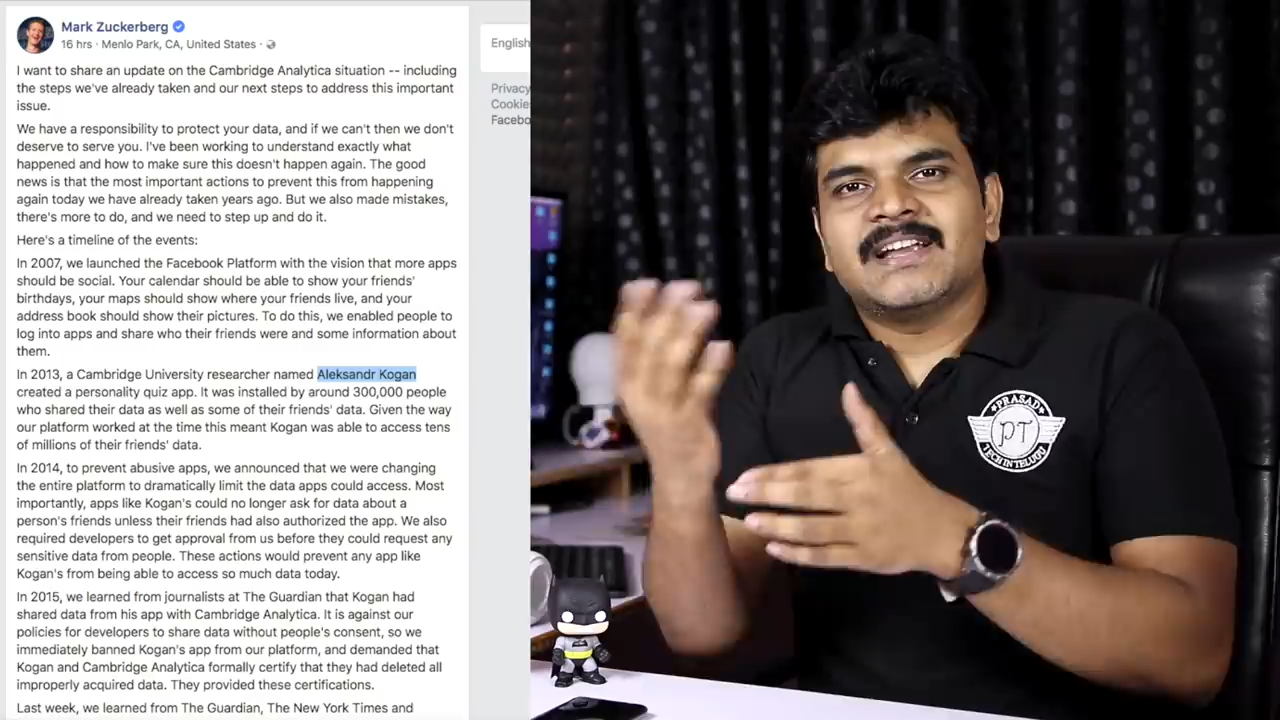 Mark Zuckerberg
16 hrs · Menlo Park, CA, United States ·
I want to share an update on the Cambridge Analytica situation -- including
the steps we've already taken and our next steps to address this important
issue.
We have a responsibility to protect your data, and if we can't then we don't
deserve to serve you. I've been working to understand exactly what
happened and how to make sure this doesn't happen again. The good
news is that the most important actions to prevent this from happening
again today we have already taken years ago. But we also made mistakes,
there's more to do, and we need to step up and do it.
Here's a timeline of the events:
In 2007, we launched the Facebook Platform with the vision that more apps
should be social. Your calendar should be able to show your friends'
birthdays, your maps should show where your friends live, and your
address book should show their pictures. To do this, we enabled people to
log into apps and share who their friends were and some information about
them.
In 2013, a Cambridge University researcher named Aleksandr Kogan
created a personality quiz app. It was installed by around 300,000 people
who shared their data as well as some of their friends' data. Given the way
our platform worked at the time this meant Kogan was able to access tens
of millions of their friends' data.
In 2014, to prevent abusive apps, we announced that we were changing
the entire platform to dramatically limit the data apps could access. Most
importantly, apps like Kogan's could no longer ask for data about a
person's friends unless their friends had also authorized the app. We also
required developers to get approval from us before they could request any
sensitive data from people. These actions would prevent any app like
Kogan's from being able to access so much data today.
In 2015, we learned from journalists at The Guardian that Kogan had
shared data from his app with Cambridge Analytica. It is against our
policies for developers to share data without people's consent, so we
immediately banned Kogan's app from our platform, and demanded that
Kogan and Cambridge Analytica formally certify that they had deleted all
improperly acquired data. They provided these certifications.
Last week, we learned from The Guardian, The New York Times and
English
Privacy
Cookie
Facebo
PRASAD
PT
TECH IN TELUGU